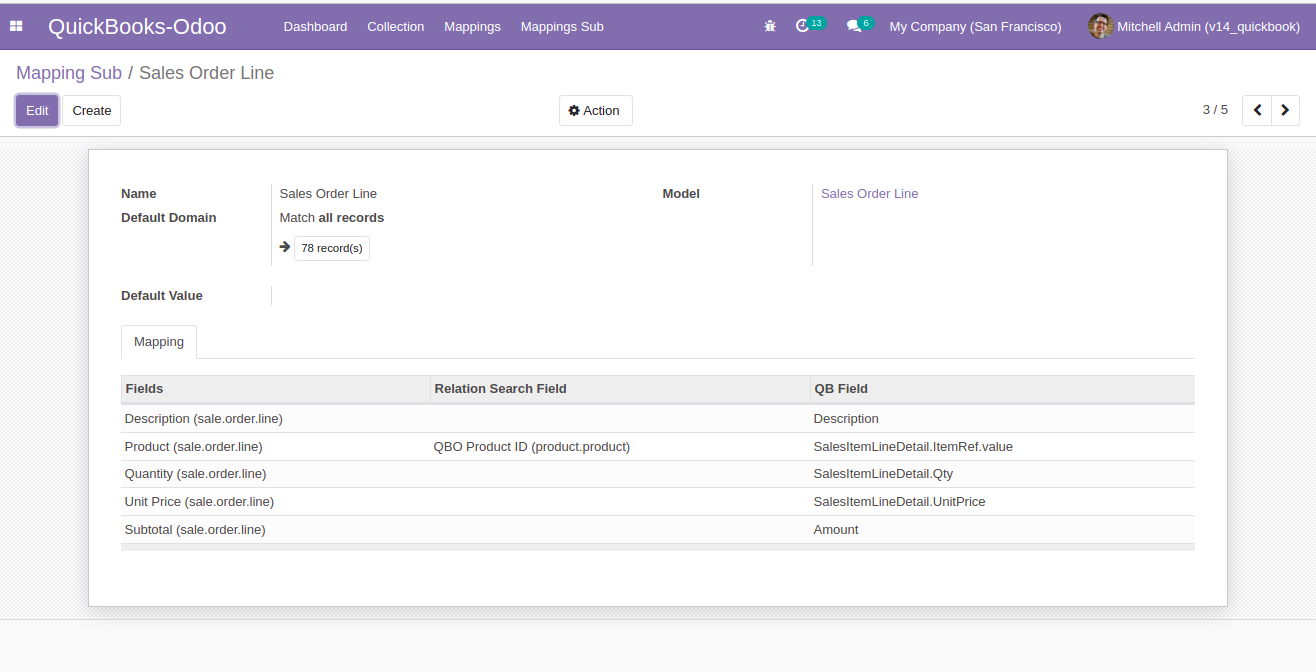 QuickBooks-Odoo Dashboard Collection Mappings Mappings Sub 13 6 My Company (San Francisco) Mitchell Admin (v14_quickbook)
Mapping Sub / Sales Order Line
Edit Create Action 3 / 5
Name Sales Order Line Model Sales Order Line
Default Domain Match all records
78 record(s)
Default Value
Mapping
Fields Relation Search Field QB Field
Description (sale.order.line) Description
Product (sale.order.line) QBO Product ID (product.product) SalesItemLineDetail.ItemRef.value
Quantity (sale.order.line) SalesItemLineDetail.Qty
Unit Price (sale.order.line) SalesItemLineDetail.UnitPrice
Subtotal (sale.order.line) Amount